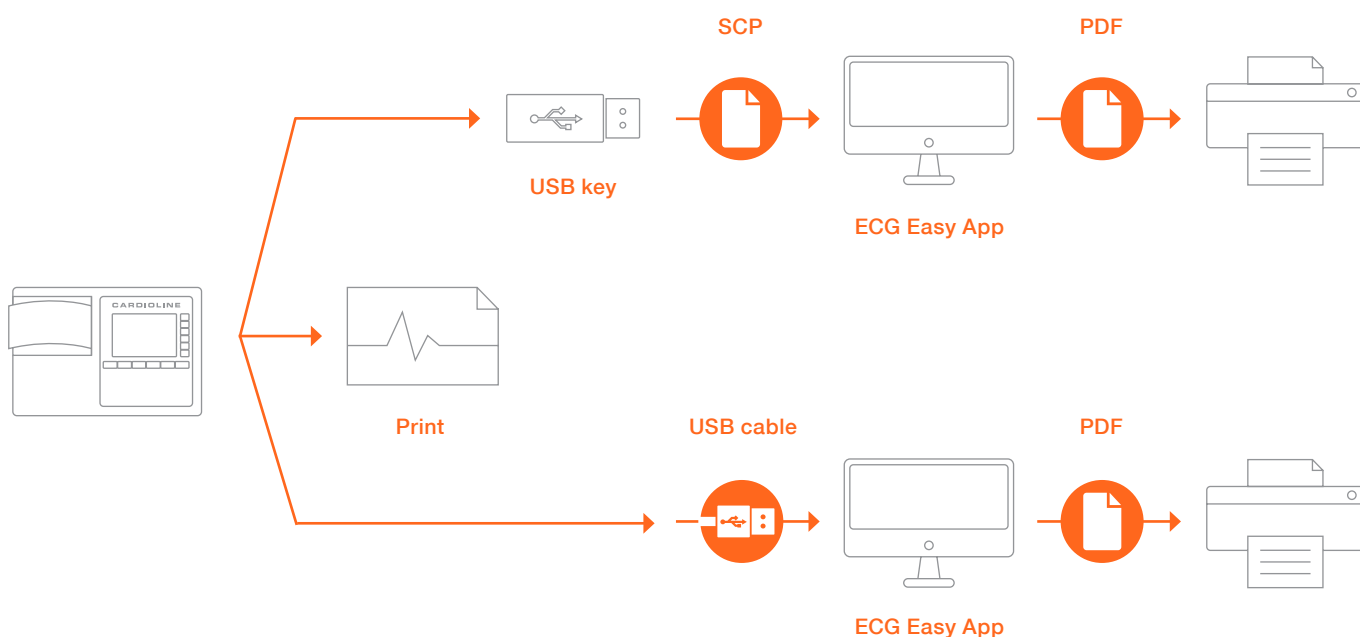 SCP
PDF
USB key
ECG Easy App
CARDIOLINE
Print
USB cable
PDF
ECG Easy App